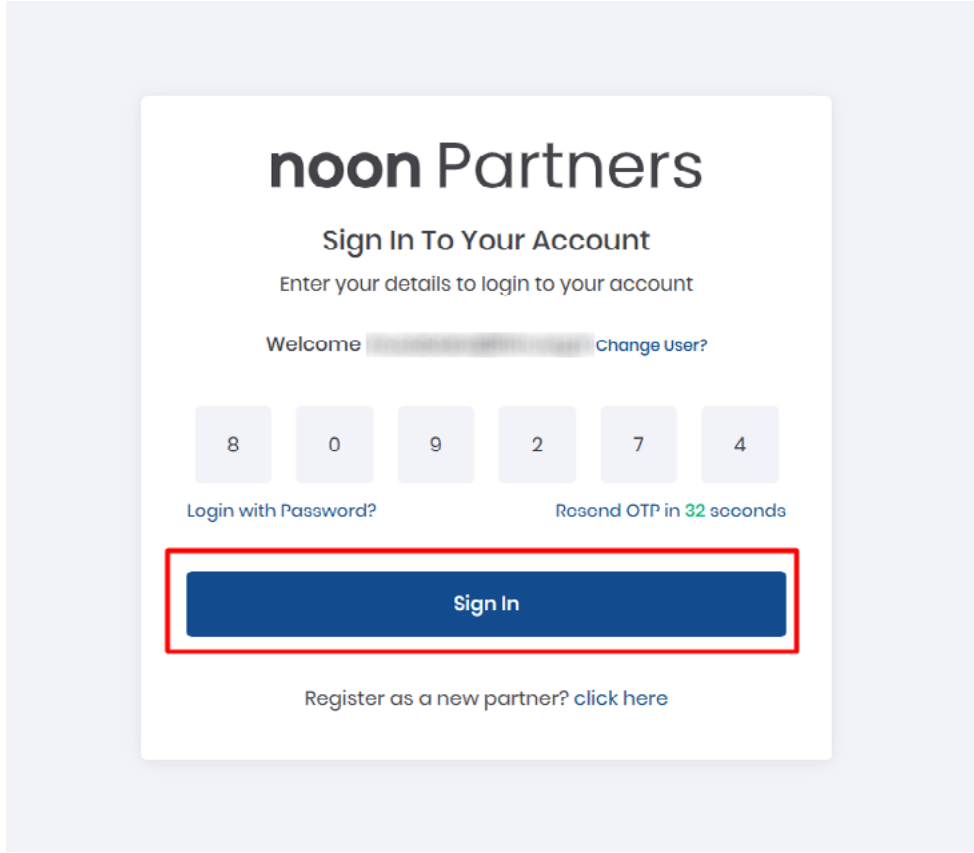 noon Partners
Sign In To Your Account
Enter your details to login to your account
Welcome Change User?
8 0 9 2 7 4
Login with Password? Resend OTP in 32 seconds
Sign In
Register as a new partner? click here